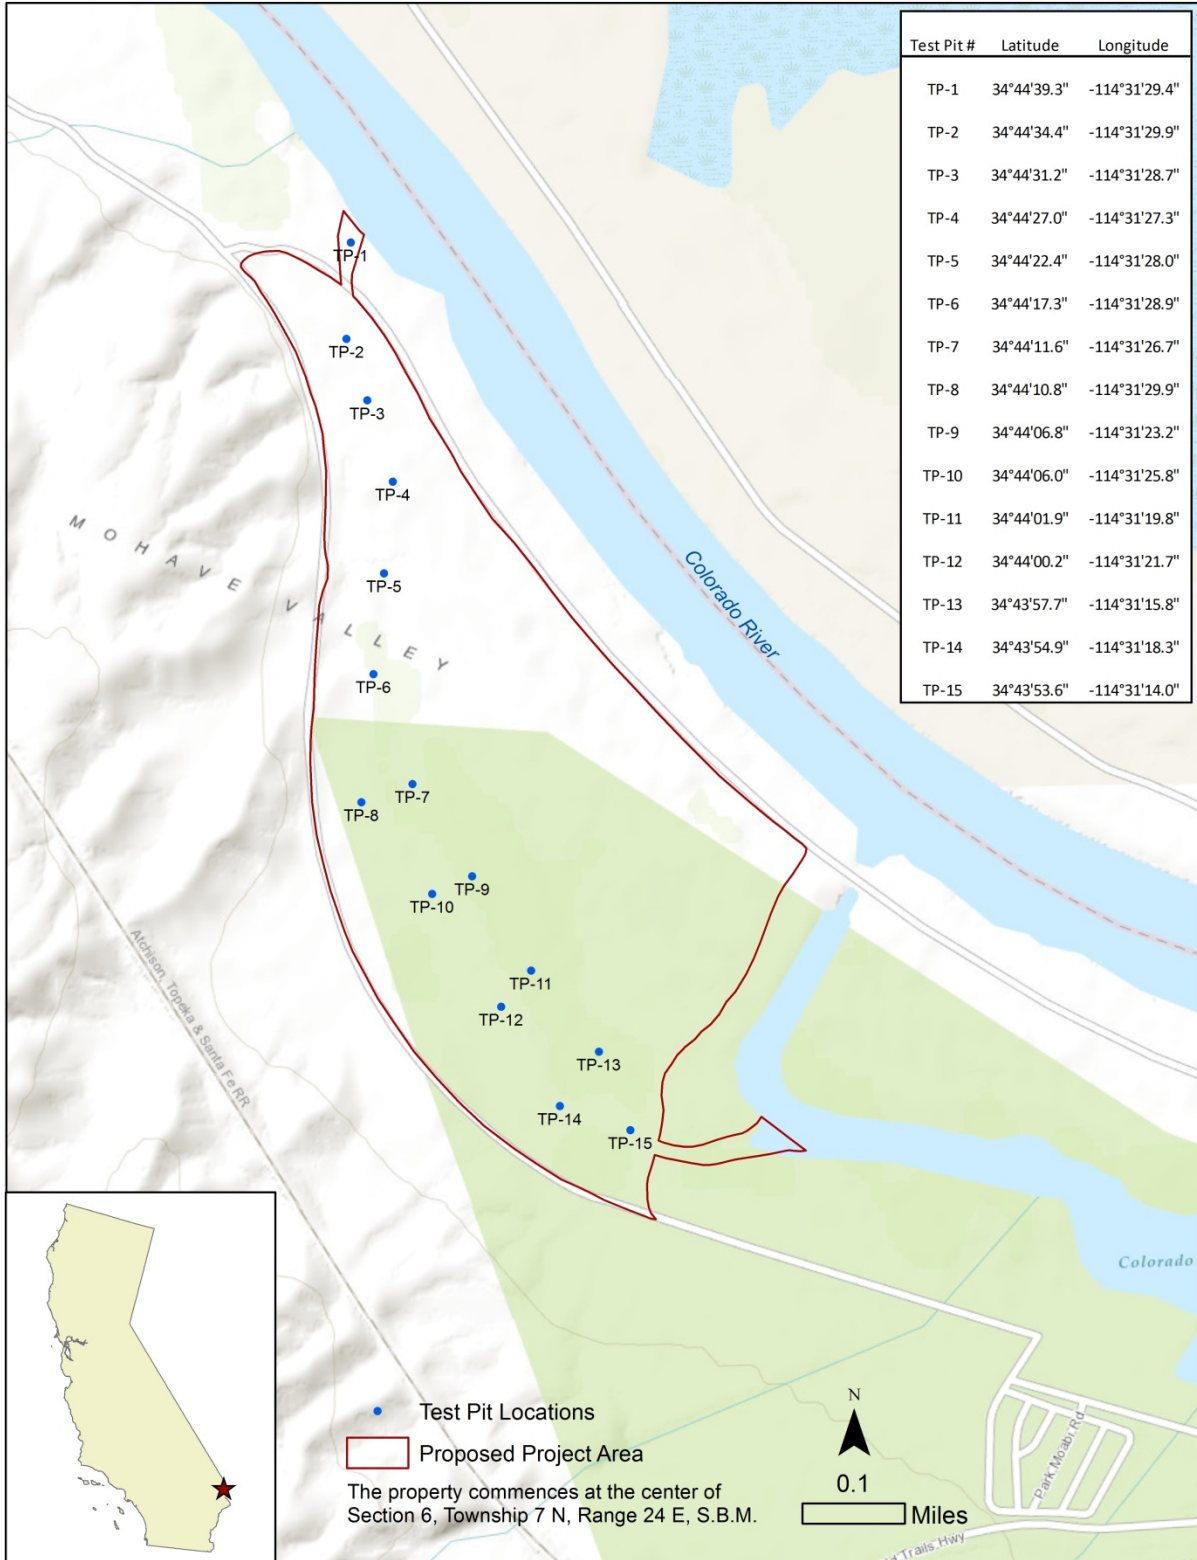 Test Pit # Latitude Longitude
TP-1 34°44'39.3" -114°31'29.4"
TP-2 34°44'34.4" -114°31'29.9"
TP-3 34°44'31.2" -114°31'28.7"
TP-4 34°44'27.0" -114°31'27.3"
TP-5 34°44'22.4" -114°31'28.0"
TP-6 34°44'17.3" -114°31'28.9"
TP-7 34°44'11.6" -114°31'26.7"
TP-8 34°44'10.8" -114°31'29.9"
TP-9 34°44'06.8" -114°31'23.2"
TP-10 34°44'06.0" -114°31'25.8"
TP-11 34°44'01.9" -114°31'19.8"
TP-12 34°44'00.2" -114°31'21.7"
TP-13 34°43'57.7" -114°31'15.8"
TP-14 34°43'54.9" -114°31'18.3"
TP-15 34°43'53.6" -114°31'14.0"
TP-1
TP-2
TP-3
TP-4
MOHAVE VALLEY
Colorado River
TP-5
TP-6
TP-7
TP-8
TP-9
TP-10
TP-11
TP-12
TP-13
TP-14
TP-15
Atchison, Topeka & Santa Fe RR
Colorado
Park Moabi Rd
Trails Hwy
Test Pit Locations
Proposed Project Area
The property commences at the center of
Section 6, Township 7 N, Range 24 E, S.B.M.
N
0.1
Miles